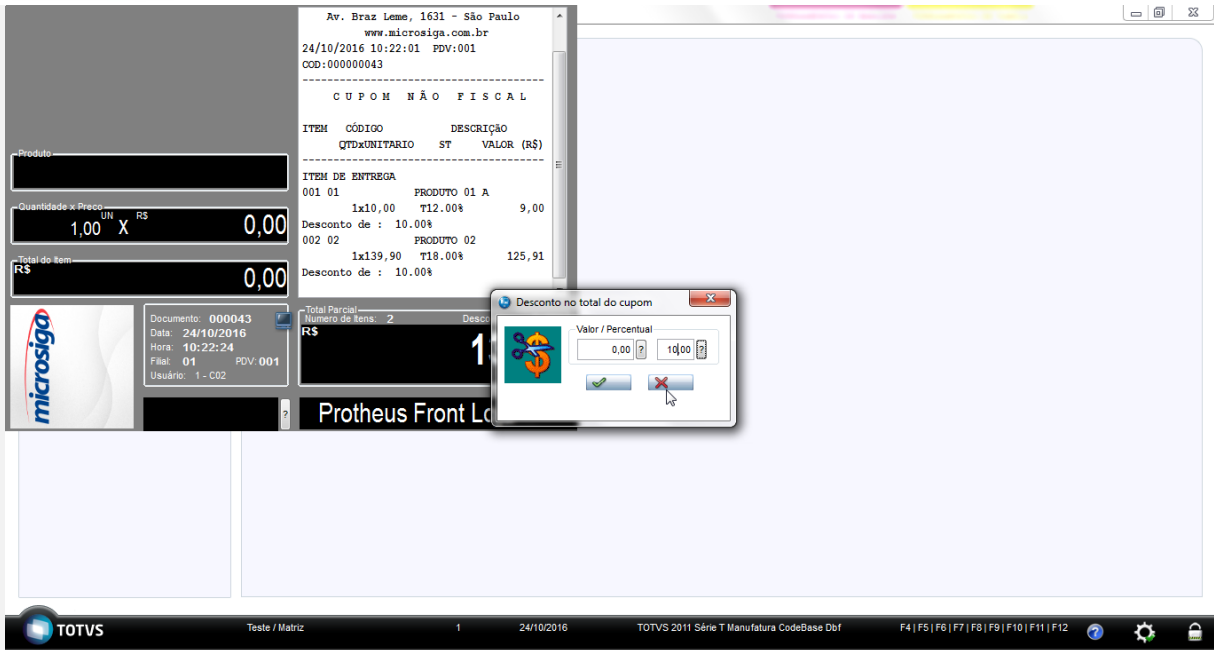 Av. Braz Leme, 1631 - São Paulo
www.microsiga.com.br
24/10/2016 10:22:01 PDV:001
COD:000000043
----------------------------------------
C U P O M N Ã O F I S C A L
ITEM CÓDIGO DESCRIÇãO
QTDxUNITARIO ST VALOR (R$)
----------------------------------------
ITEM DE ENTREGA
001 01 PRODUTO 01 A
1x10,00 T12.00% 9,00
Desconto de : 10.00%
002 02 PRODUTO 02
1x139,90 T18.00% 125,91
Desconto de : 10.00%
Produto
Quantidade x Preço
1,00 UN X R$ 0,00
Total do Item
R$ 0,00
microsiga
Documento: 000043
Data: 24/10/2016
Hora: 10:22:24
Filial: 01 PDV: 001
Usuário: 1 - C02
?
Total Parcial
Número de Itens: 2
R$
Protheus Front
Desconto no total do cupom
Valor / Percentual
0,00 ? 10,00 ?
TOTVS
Teste / Matriz
1
24/10/2016
TOTVS 2011 Série T Manufatura CodeBase Dbf
F4 | F5 | F6 | F7 | F8 | F9 | F10 | F11 | F12
?